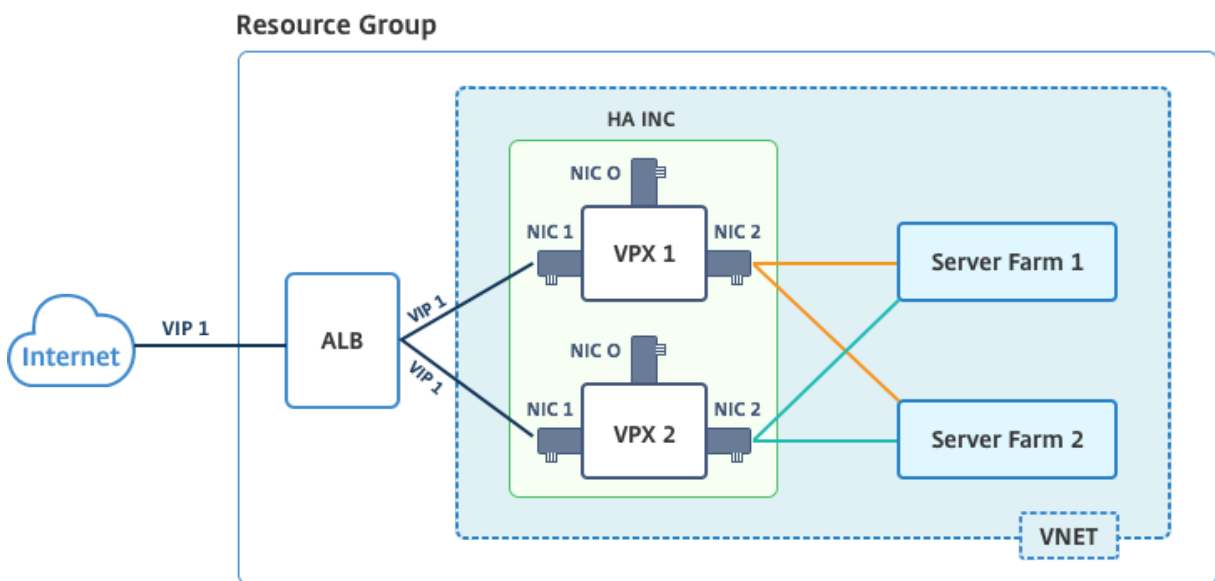 Resource Group
HA INC
NIC O
NIC 1
VPX 1
NIC 2
Server Farm 1
VIP 1
ALB
VIP 1
Internet
VIP 1
NIC O
NIC 1
VPX 2
NIC 2
Server Farm 2
VNET